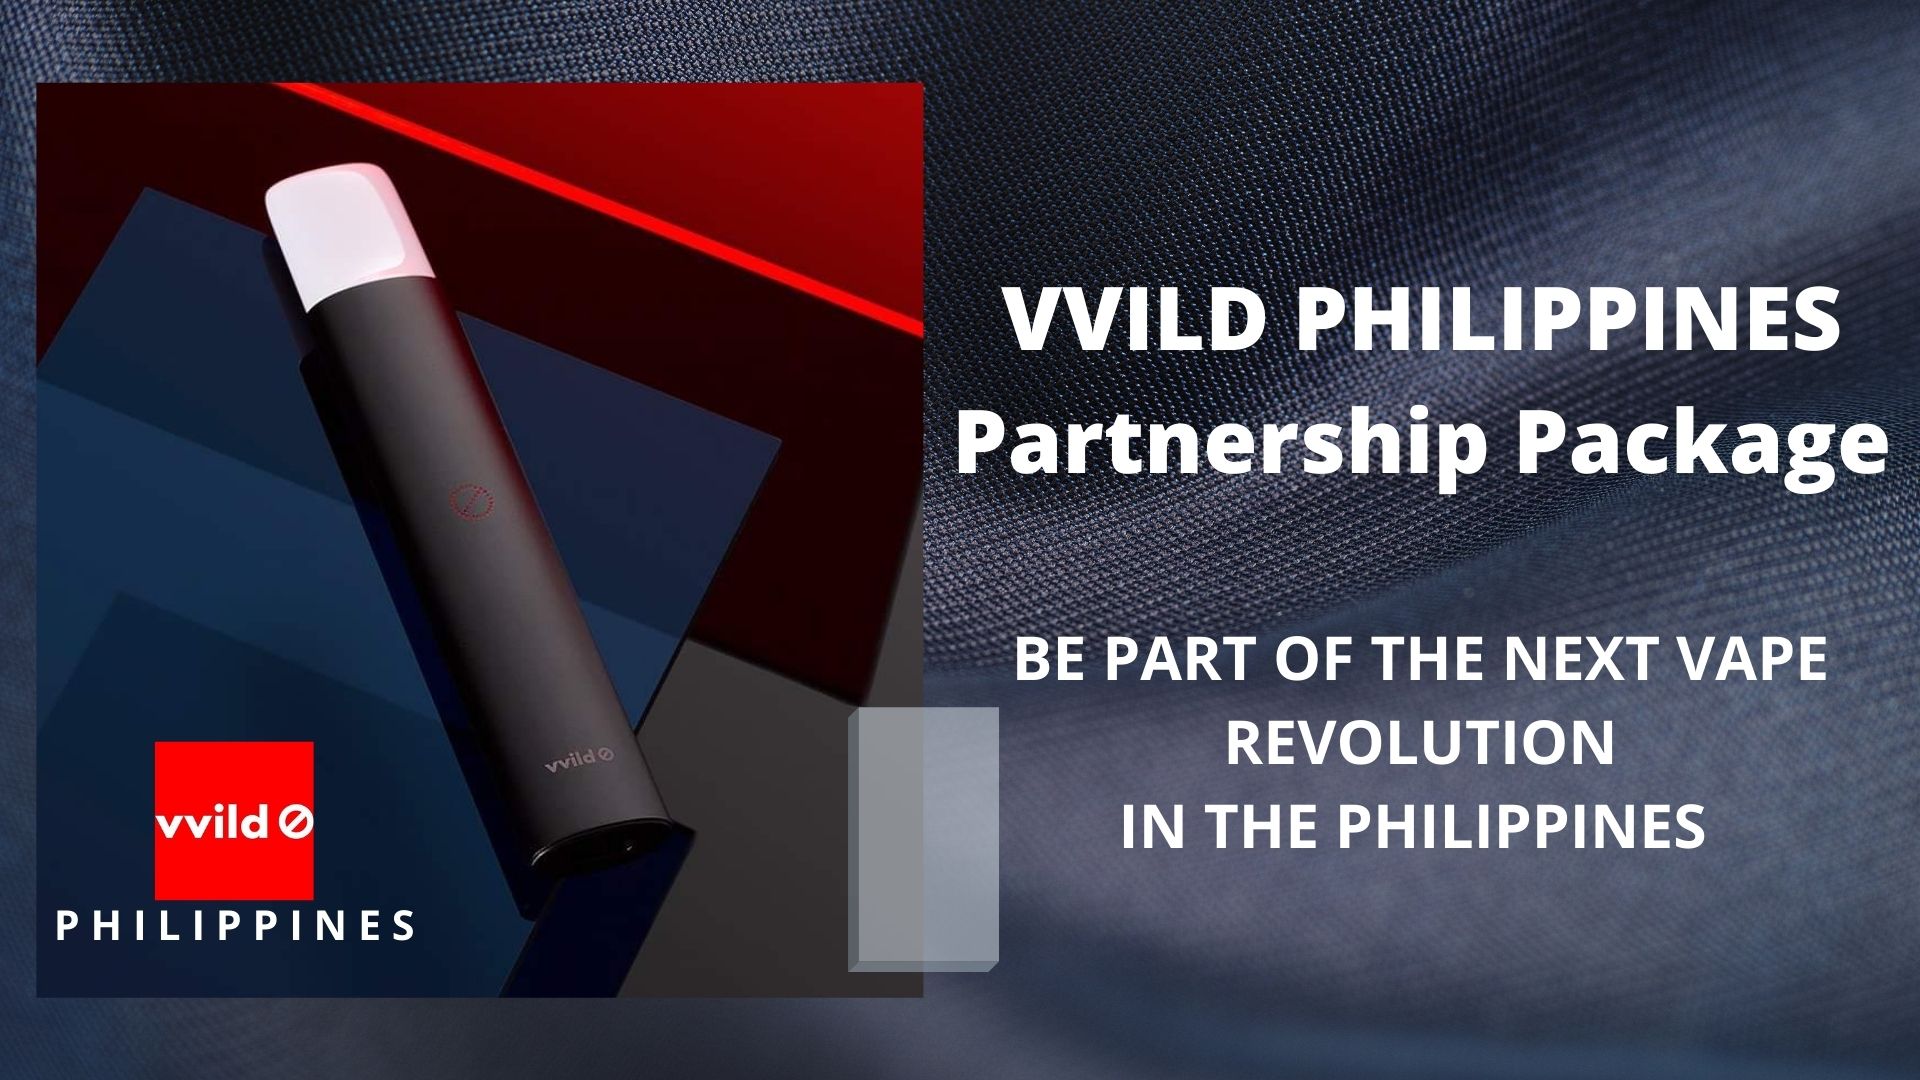 VVILD PHILIPPINES
Partnership Package
BE PART OF THE NEXT VAPE
REVOLUTION
IN THE PHILIPPINES
vvild
vvild
PHILIPPINES